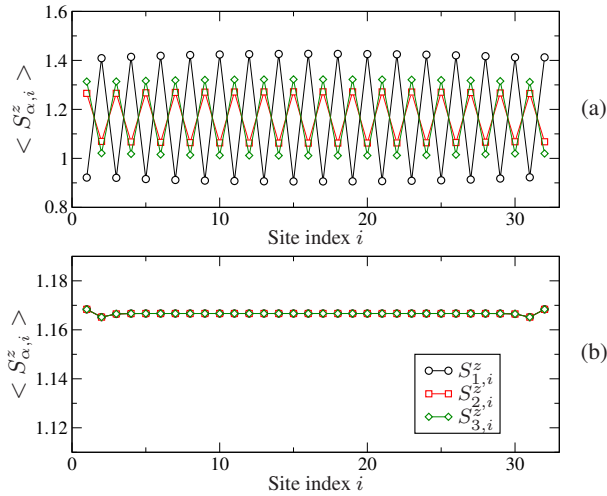 1.6
1.4
1.2
1
0.8
< S^z_{α,i} >
0 10 20 30
Site index i
(a)
1.18
1.16
1.14
1.12
< S^z_{α,i} >
S^z_{1,i}
S^z_{2,i}
S^z_{3,i}
0 10 20 30
Site index i
(b)